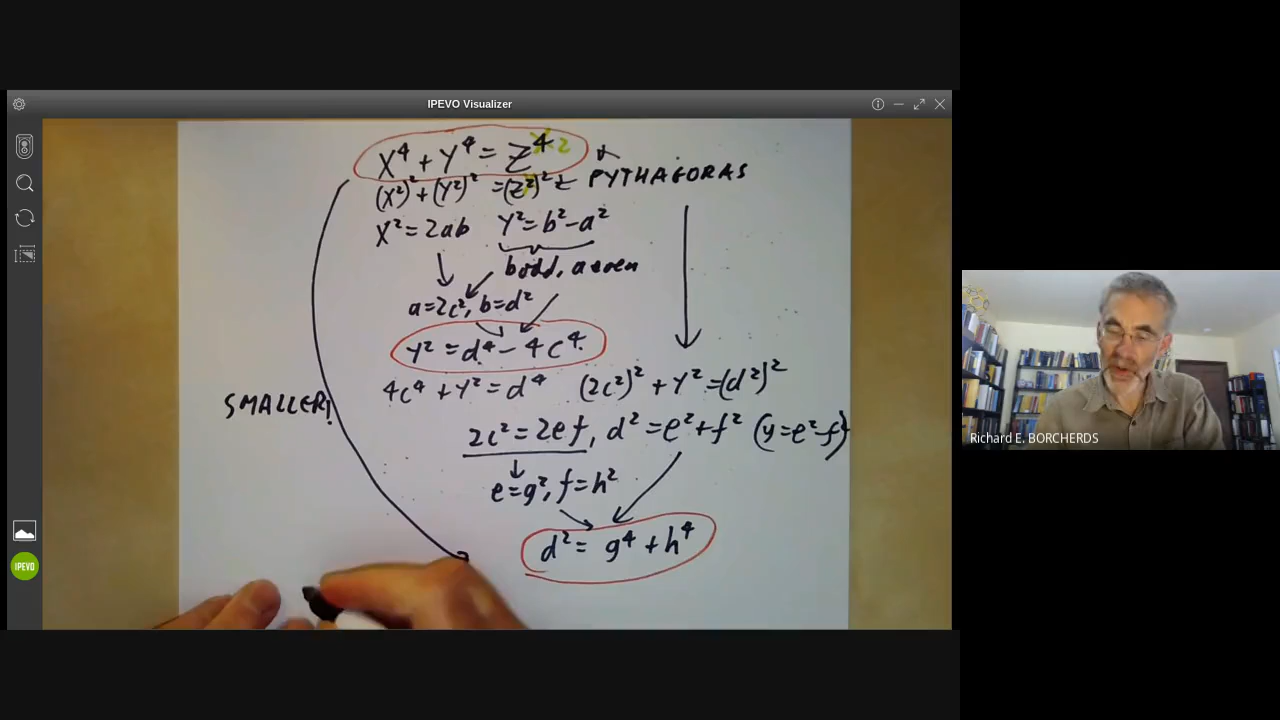 IPEVO Visualizer
X⁴ + Y⁴ = Z⁴ X 2
(X²)² + (Y²)² = (Z²)² z PYTHAGORAS
X² = 2ab Y² = b² - a²
b odd, a even
a = 2c², b = d²
Y² = d⁴ - 4c⁴
4c⁴ + Y² = d⁴ (2c²)² + Y² = (d²)²
SMALLER!
2c² = 2ef, d² = e² + f² (y = e² - f²)
e = g², f = h²
d² = g⁴ + h⁴
IPEVO
Richard E. BORCHERDS